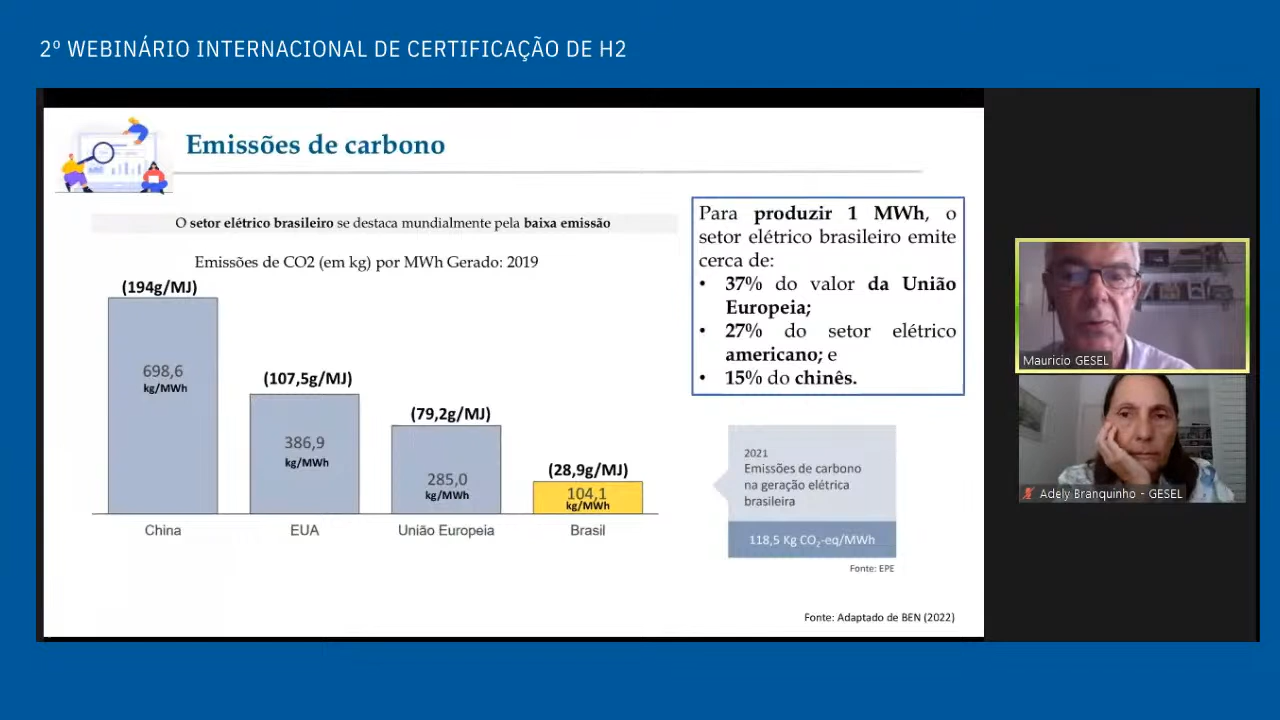 2º WEBINÁRIO INTERNACIONAL DE CERTIFICAÇÃO DE H2
Emissões de carbono
O setor elétrico brasileiro se destaca mundialmente pela baixa emissão
Emissões de CO2 (em kg) por MWh Gerado: 2019
(194g/MJ)
698,6
kg/MWh
(107,5g/MJ)
386,9
kg/MWh
(79,2g/MJ)
285,0
kg/MWh
(28,9g/MJ)
104,1
kg/MWh
China
EUA
União Europeia
Brasil
Para produzir 1 MWh, o
setor elétrico brasileiro emite
cerca de:
• 37% do valor da União
Europeia;
• 27% do setor elétrico
americano; e
• 15% do chinês.
2021
Emissões de carbono
na geração elétrica
brasileira
118,5 Kg CO₂-eq/MWh
Fonte: EPE
Fonte: Adaptado de BEN (2022)
Mauricio GESEL
Adely Branquinho - GESEL